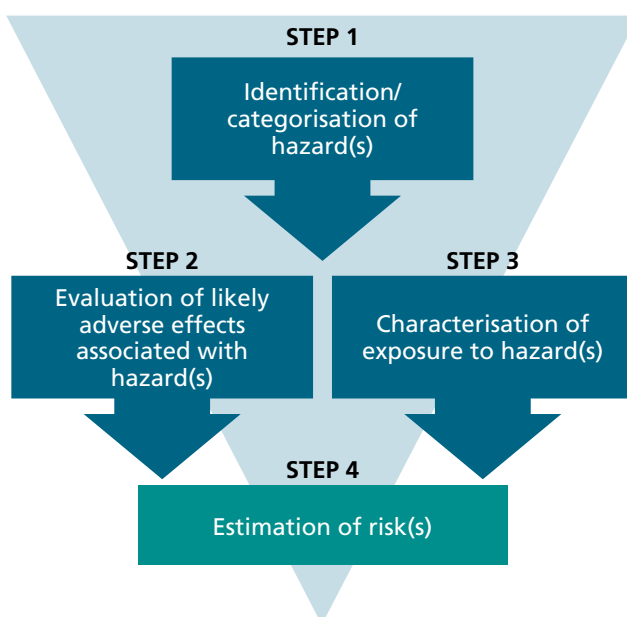 STEP 1
Identification/
categorisation of
hazard(s)
STEP 2
Evaluation of likely
adverse effects
associated with
hazard(s)
STEP 3
Characterisation of
exposure to hazard(s)
STEP 4
Estimation of risk(s)